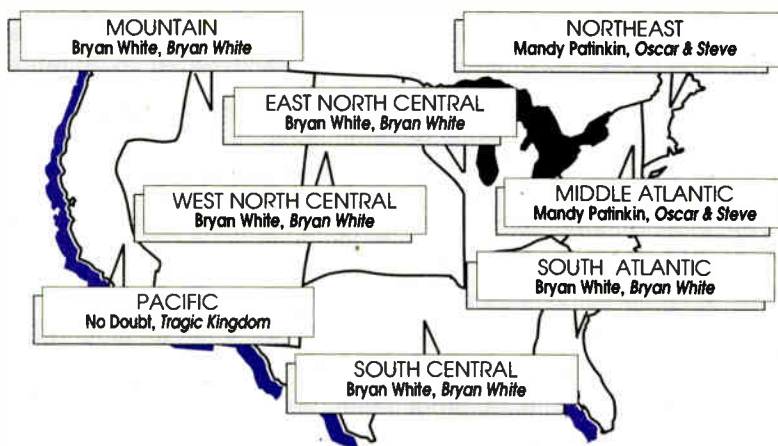 MOUNTAIN
Bryan White, Bryan White
NORTHEAST
Mandy Patinkin, Oscar & Steve
EAST NORTH CENTRAL
Bryan White, Bryan White
WEST NORTH CENTRAL
Bryan White, Bryan White
MIDDLE ATLANTIC
Mandy Patinkin, Oscar & Steve
SOUTH ATLANTIC
Bryan White, Bryan White
PACIFIC
No Doubt, Tragic Kingdom
SOUTH CENTRAL
Bryan White, Bryan White